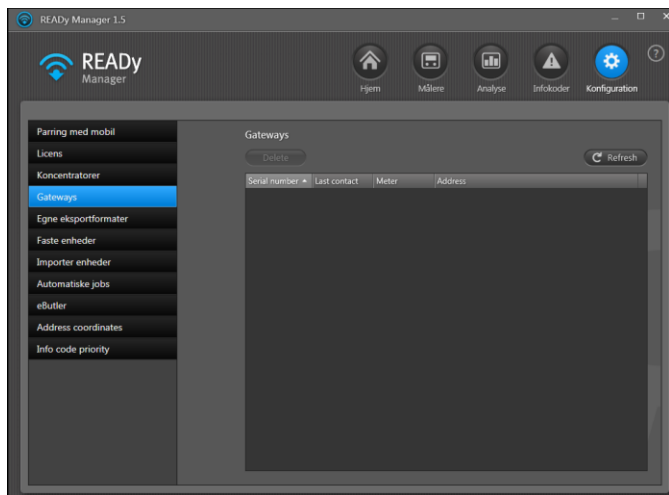 READy Manager 1.5
READy
Manager
Hjem
Målere
Analyse
Infokoder
Konfiguration
?
Parring med mobil
Licens
Koncentratorer
Gateways
Egne eksportformater
Faste enheder
Importer enheder
Automatiske jobs
eButler
Address coordinates
Info code priority
Gateways
Delete
Refresh
Serial number Last contact Meter Address